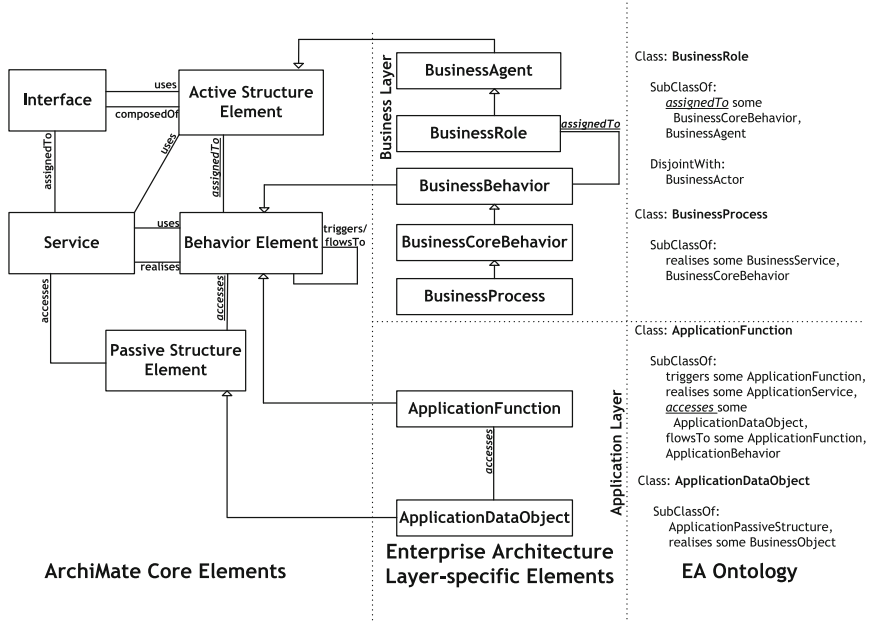 Interface
uses
composedOf
Active Structure
Element
assignedTo
uses
assignedTo
Service
uses
realises
Behavior Element
triggers/
flowsTo
accesses
accesses
Passive Structure
Element
ArchiMate Core Elements
Business Layer
BusinessAgent
BusinessRole
assignedTo
BusinessBehavior
BusinessCoreBehavior
BusinessProcess
ApplicationFunction
accesses
ApplicationDataObject
Application Layer
Enterprise Architecture
Layer-specific Elements
Class: BusinessRole
SubClassOf:
assignedTo some
BusinessCoreBehavior,
BusinessAgent
DisjointWith:
BusinessActor
Class: BusinessProcess
SubClassOf:
realises some BusinessService,
BusinessCoreBehavior
Class: ApplicationFunction
SubClassOf:
triggers some ApplicationFunction,
realises some ApplicationService,
accesses some
ApplicationDataObject,
flowsTo some ApplicationFunction,
ApplicationBehavior
Class: ApplicationDataObject
SubClassOf:
ApplicationPassiveStructure,
realises some BusinessObject
EA Ontology